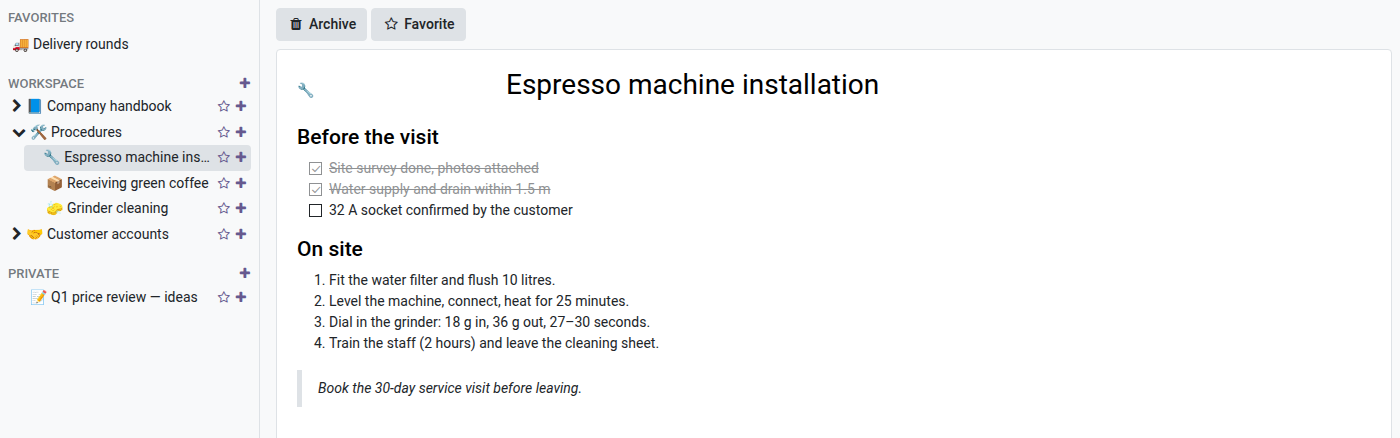 FAVORITES
Delivery rounds
WORKSPACE
Company handbook
Procedures
Espresso machine ins...
Receiving green coffee
Grinder cleaning
Customer accounts
PRIVATE
Q1 price review — ideas
Archive
Favorite
Espresso machine installation
Before the visit
Site survey done, photos attached
Water supply and drain within 1.5 m
32 A socket confirmed by the customer
On site
1. Fit the water filter and flush 10 litres.
2. Level the machine, connect, heat for 25 minutes.
3. Dial in the grinder: 18 g in, 36 g out, 27–30 seconds.
4. Train the staff (2 hours) and leave the cleaning sheet.
Book the 30-day service visit before leaving.